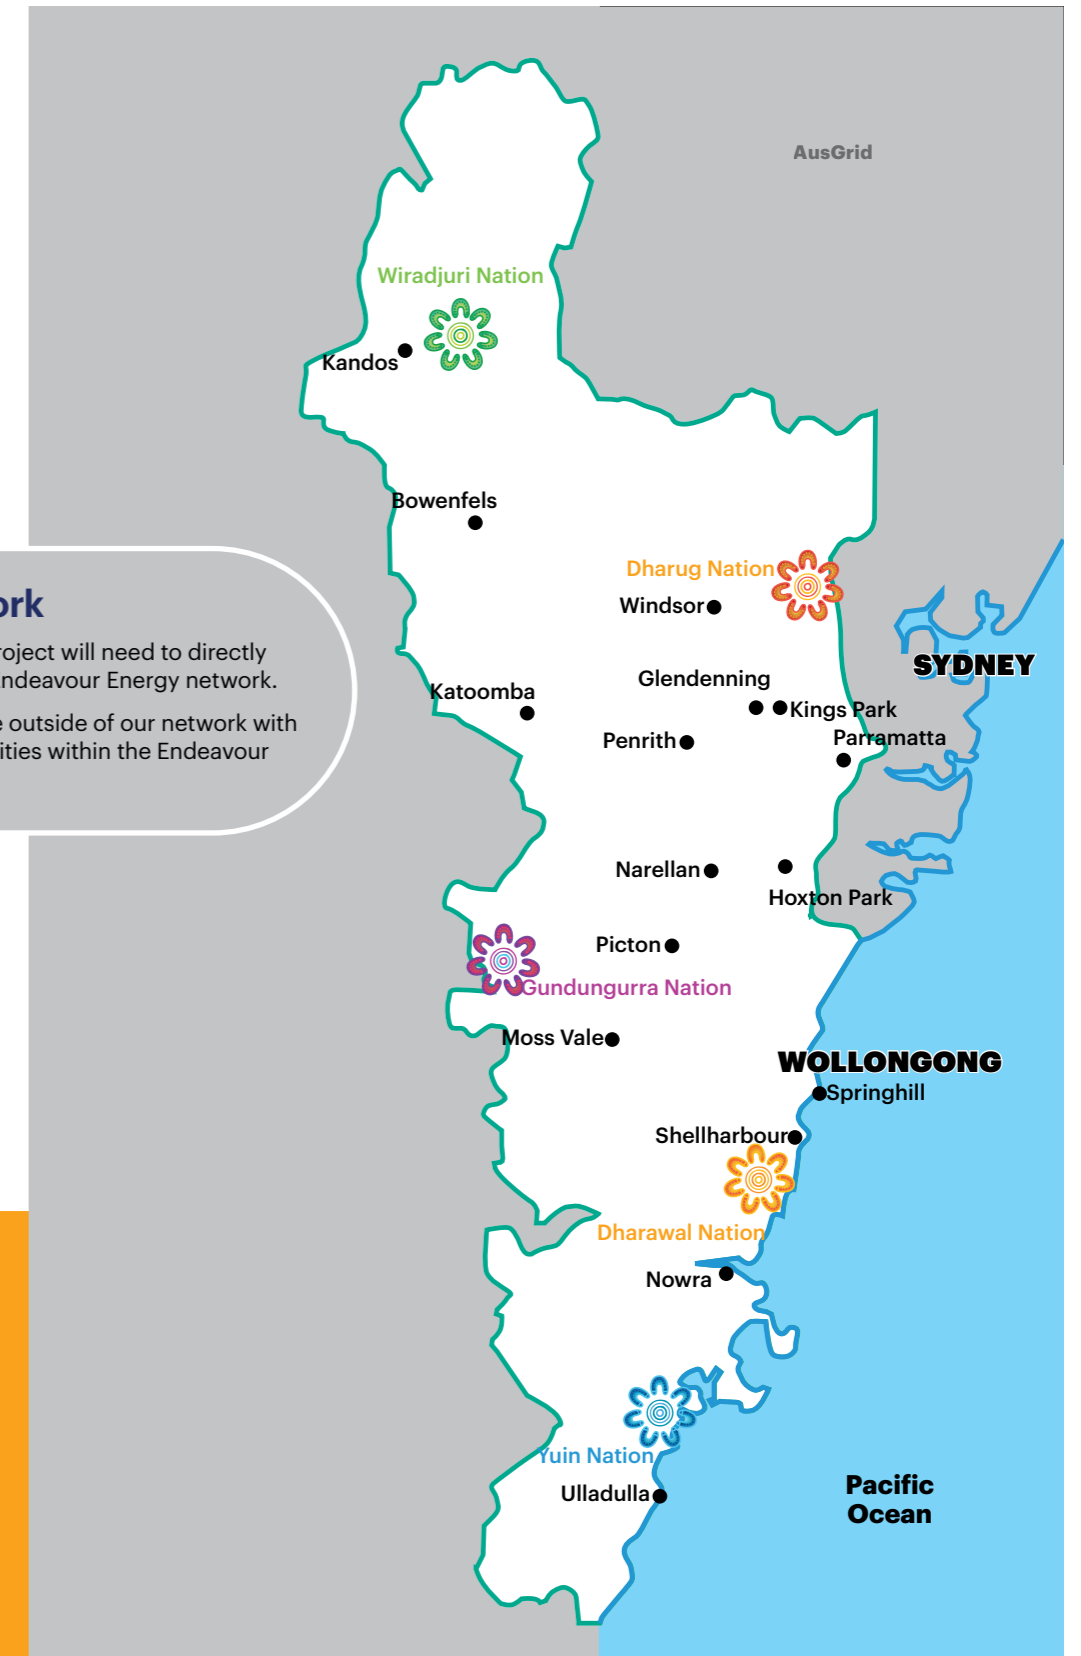 AusGrid
Wiradjuri Nation
Kandos
Bowenfels
Dharug Nation
Windsor
ork
roject will need to directly
ndeavour Energy network.
e outside of our network with
ities within the Endeavour
SYDNEY
Glendenning
Katoomba
Kings Park
Penrith
Parramatta
Narellan
Hoxton Park
Picton
Gundungurra Nation
Moss Vale
WOLLONGONG
Springhill
Shellharbour
Dharawal Nation
Nowra
Yuin Nation
Ulladulla
Pacific
Ocean